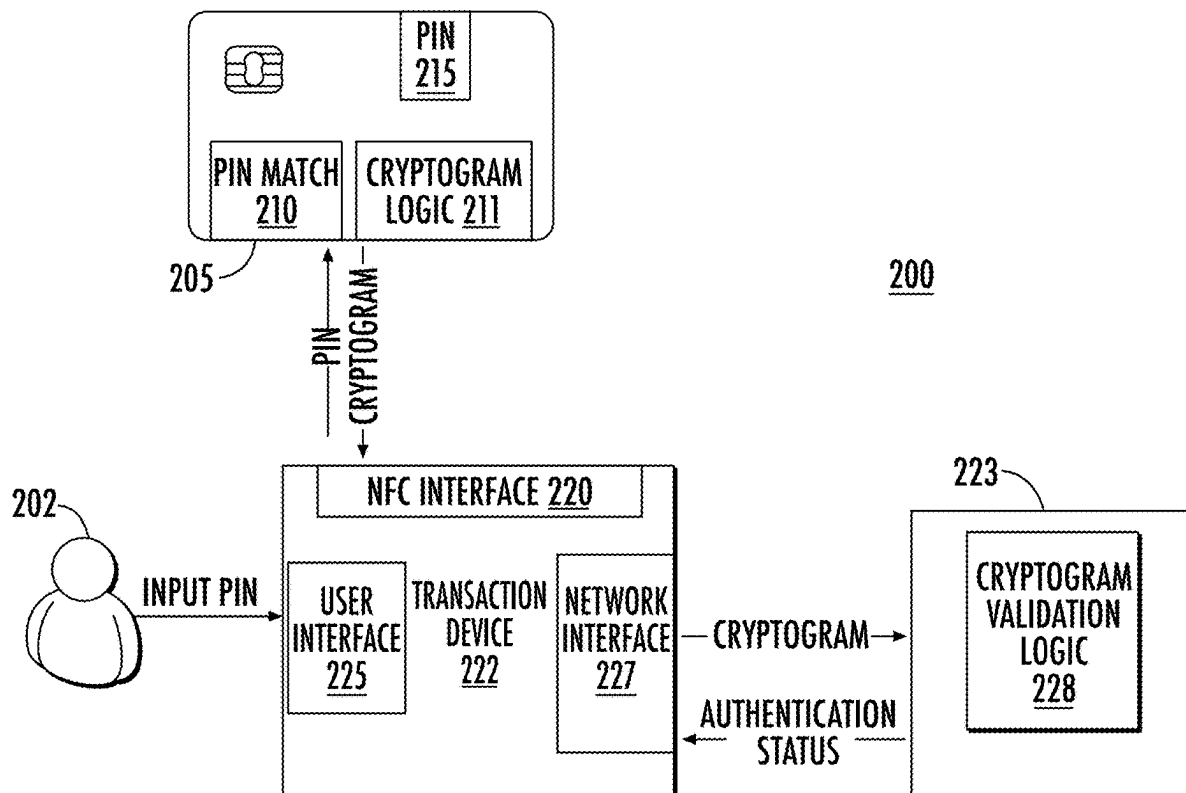 PIN
215
PIN MATCH
210
CRYPTOGRAM
LOGIC 211
205
200
PIN
CRYPTOGRAM
NFC INTERFACE 220
223
202
INPUT PIN
USER
INTERFACE
225
TRANSACTION
DEVICE
222
NETWORK
INTERFACE
227
CRYPTOGRAM
AUTHENTICATION
STATUS
CRYPTOGRAM
VALIDATION
LOGIC
228